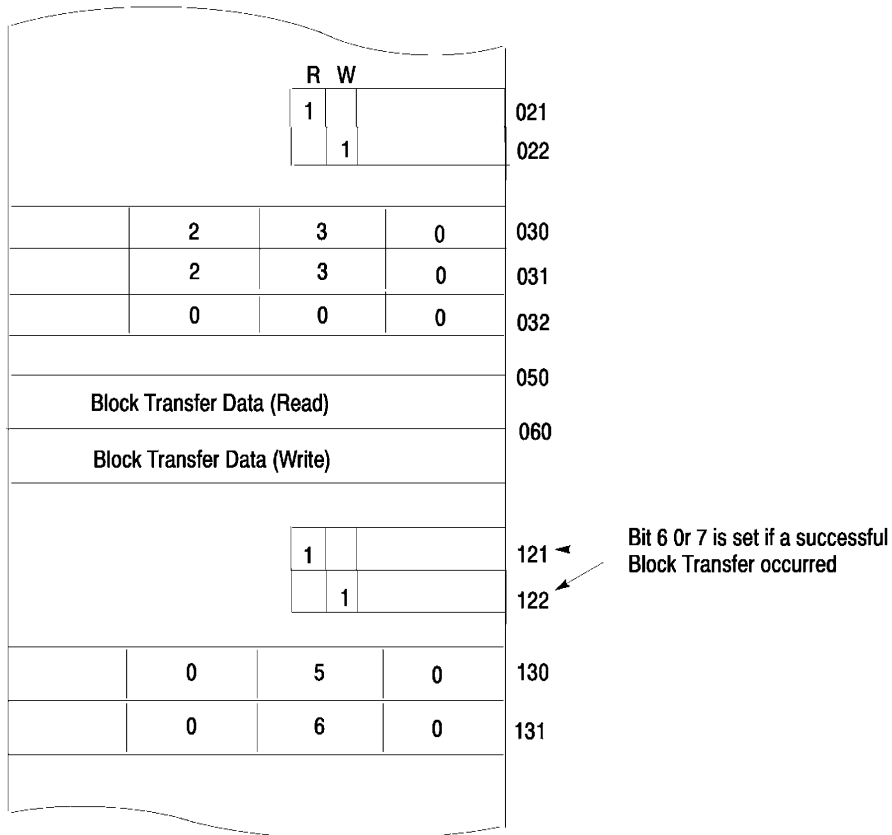 R W
1 021
1 022
2 3 0 030
2 3 0 031
0 0 0 032
050
Block Transfer Data (Read)
060
Block Transfer Data (Write)
1 121
Bit 6 0r 7 is set if a successful
Block Transfer occurred
1 122
0 5 0 130
0 6 0 131